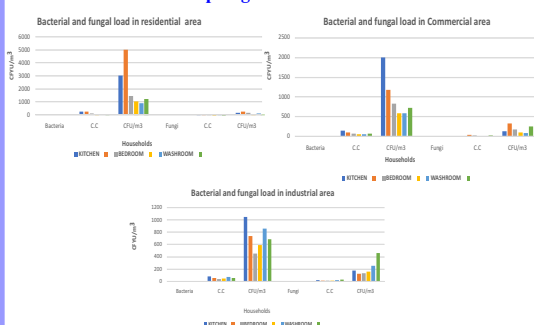 Bacterial and fungal load in residential area
CFYU/m3
6000
5000
4000
3000
2000
1000
0
Bacteria C.C CFU/m3 Fungi C.C CFU/m3
Households
KITCHEN BEDROOM WASHROOM
Bacterial and fungal load in Commercial area
CFYU/m3
2500
2000
1500
1000
500
0
Bacteria C.C CFU/m3 Fungi C.C CFU/m3
Households
KITCHEN BEDROOM WASHROOM
Bacterial and fungal load in industrial area
CFYU/m3
1200
1000
800
600
400
200
0
Bacteria C.C CFU/m3 Fungi C.C CFU/m3
Households
KITCHEN BEDROOM WASHROOM